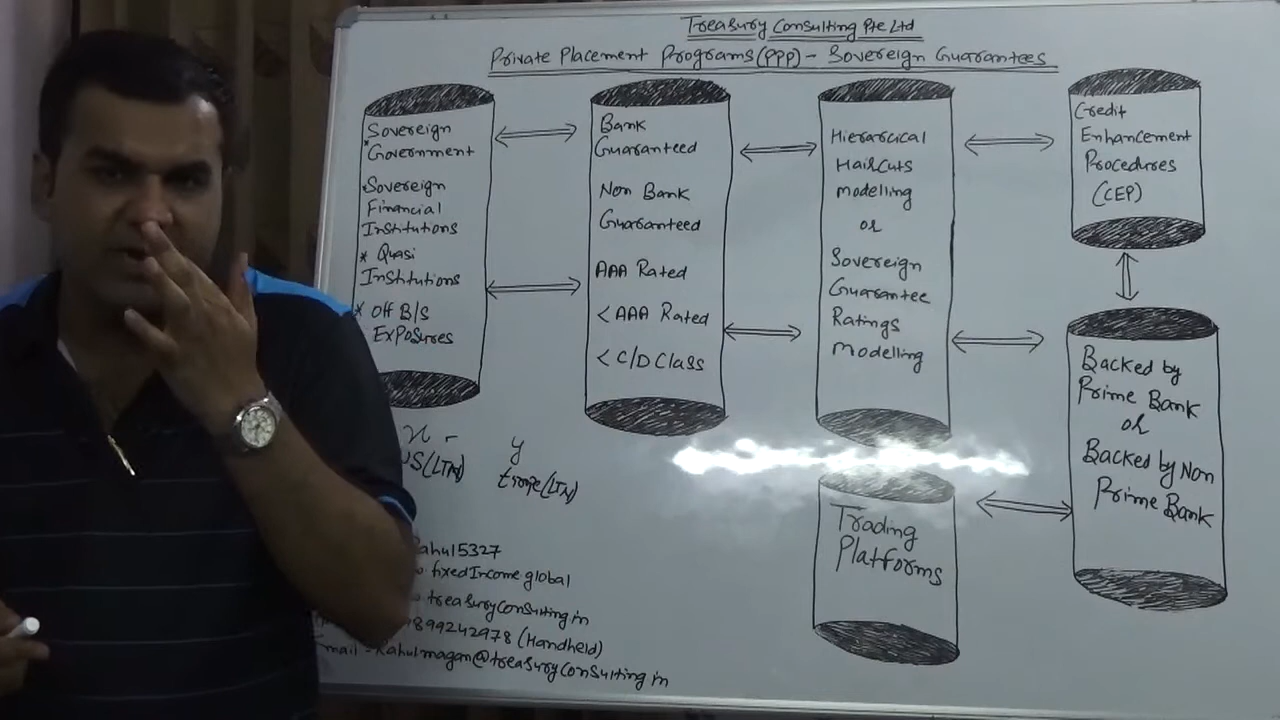 Treasury Consulting Pte Ltd
Private Placement Programs (PPP) - Sovereign Guarantees
Sovereign
* Government
* Sovereign
Financial
Institutions
* Quasi
Institutions
* Off B/S
Exposures
Bank
Guaranteed
Non Bank
Guaranteed
AAA Rated
< AAA Rated
< C/D Class
Hierarcical
HairCuts
Modelling
or
Sovereign
Guarantee
Ratings
Modelling
Credit
Enhancement
Procedures
(CEP)
Backed by
Prime Bank
or
Backed by Non
Prime Bank
Trading
Platforms
x -
US(LTN)
y
Europe(LTN)
Rahul5327
fixedIncome global
treasuryconsulting in
9899242978 (Handheld)
Email - Rahulmagan@treasuryconsulting in